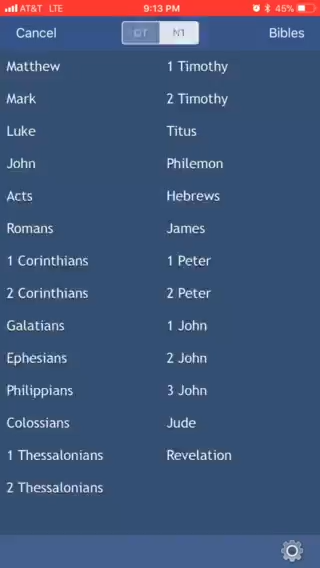 AT&T LTE 9:13 PM 45%
Cancel OT NT Bibles
Matthew
Mark
Luke
John
Acts
Romans
1 Corinthians
2 Corinthians
Galatians
Ephesians
Philippians
Colossians
1 Thessalonians
2 Thessalonians
1 Timothy
2 Timothy
Titus
Philemon
Hebrews
James
1 Peter
2 Peter
1 John
2 John
3 John
Jude
Revelation